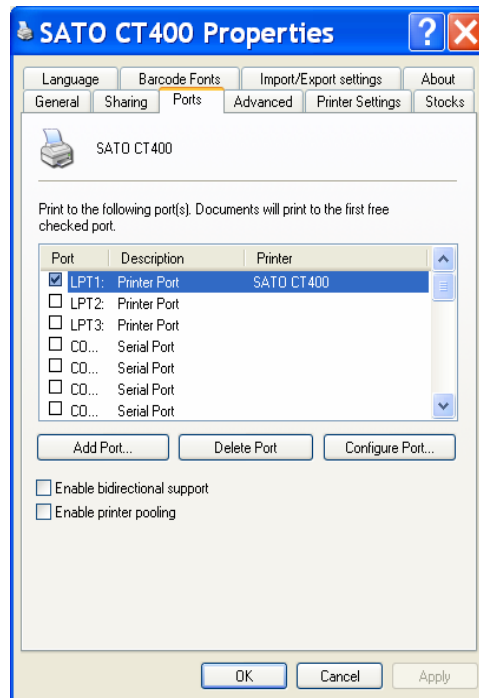 SATO CT400 Properties
Language Barcode Fonts Import/Export settings About
General Sharing Ports Advanced Printer Settings Stocks
SATO CT400
Print to the following port(s). Documents will print to the first free
checked port.
Port Description Printer
LPT1: Printer Port SATO CT400
LPT2: Printer Port
LPT3: Printer Port
CO... Serial Port
CO... Serial Port
CO... Serial Port
CO... Serial Port
Add Port... Delete Port Configure Port...
Enable bidirectional support
Enable printer pooling
OK Cancel Apply